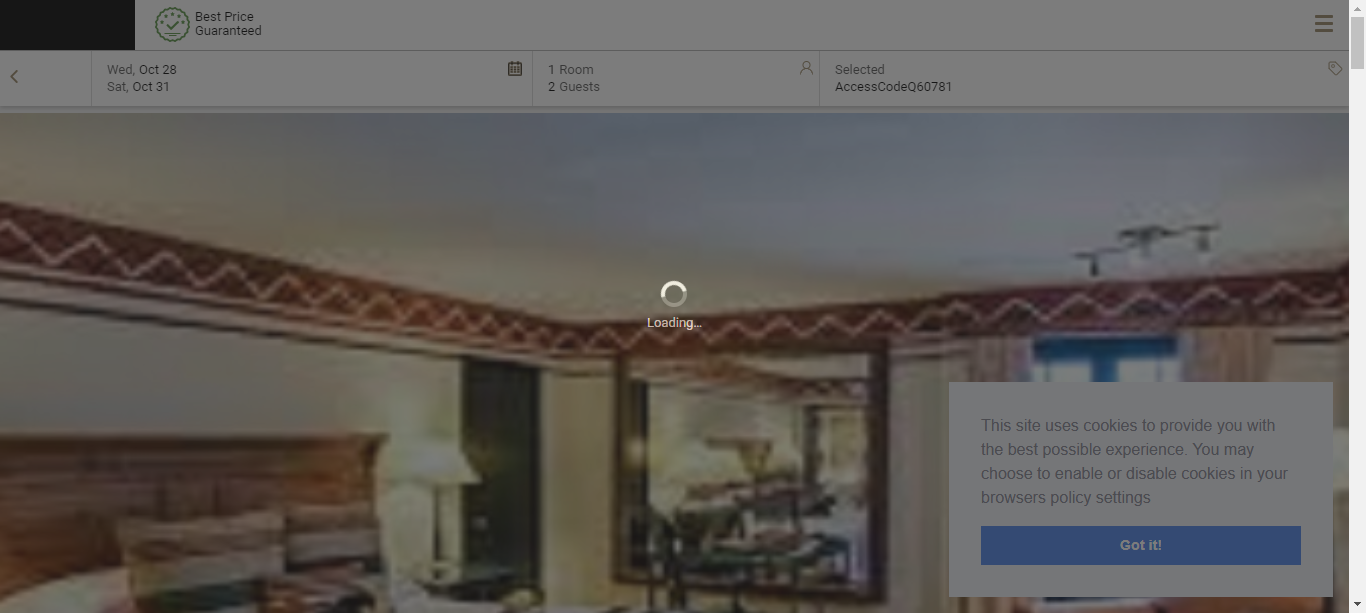 Best Price
Guaranteed
Wed, Oct 28
Sat, Oct 31
1 Room
2 Guests
Selected
AccessCodeQ60781
Loading...
This site uses cookies to provide you with
the best possible experience. You may
choose to enable or disable cookies in your
browsers policy settings
Got it!